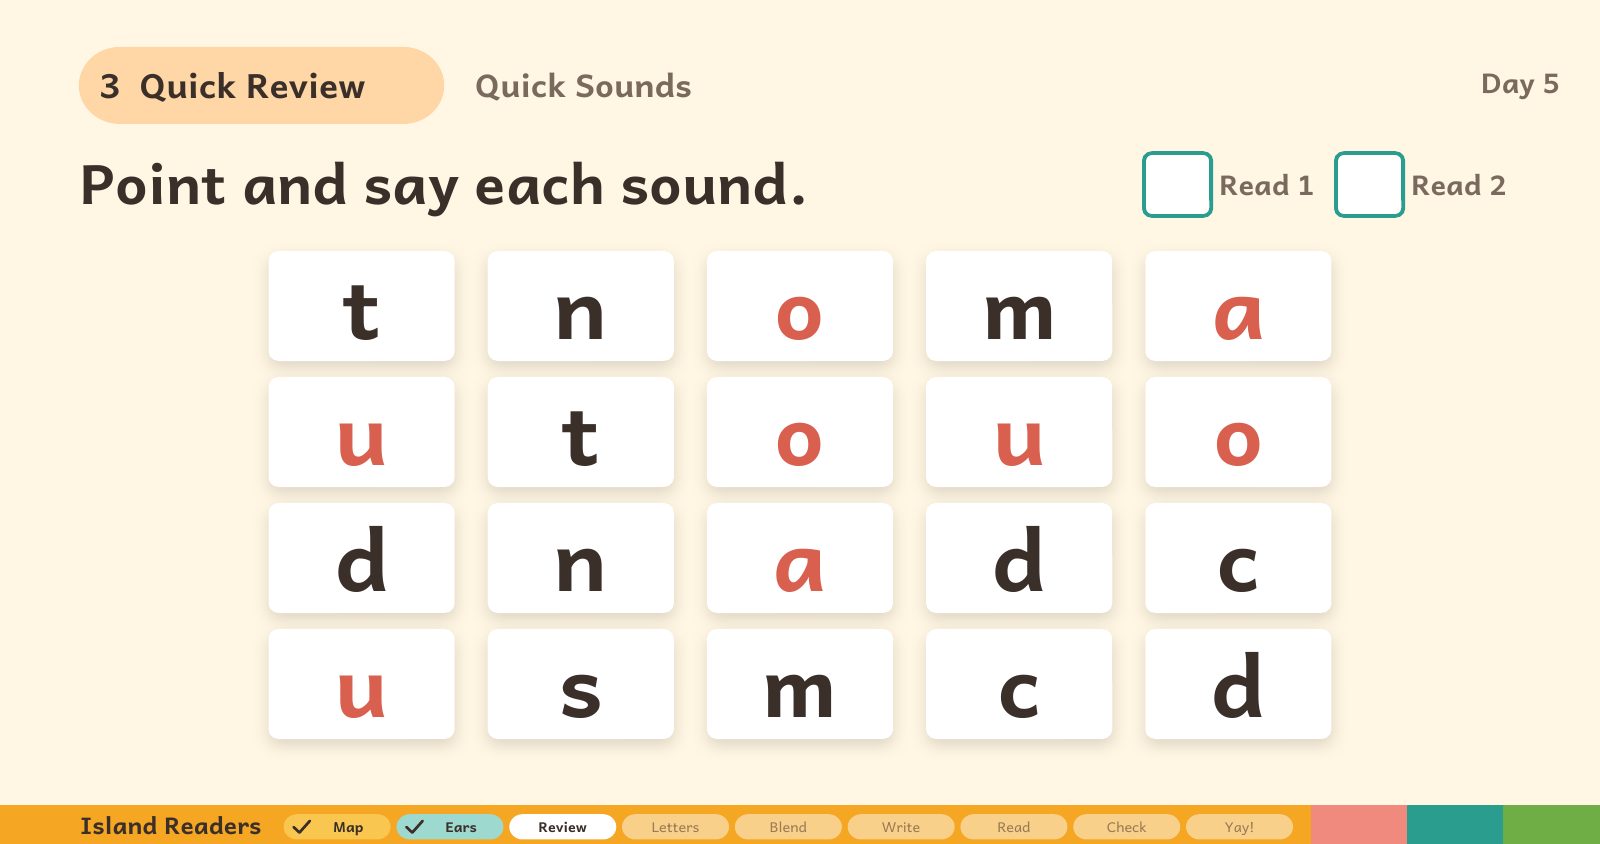 3 Quick Review
Quick Sounds
Day 5
Point and say each sound.
Read 1
Read 2
t n o m a
u t o u o
d n a d c
u s m c d
Island Readers
Map
Ears
Review
Letters
Blend
Write
Read
Check
Yay!